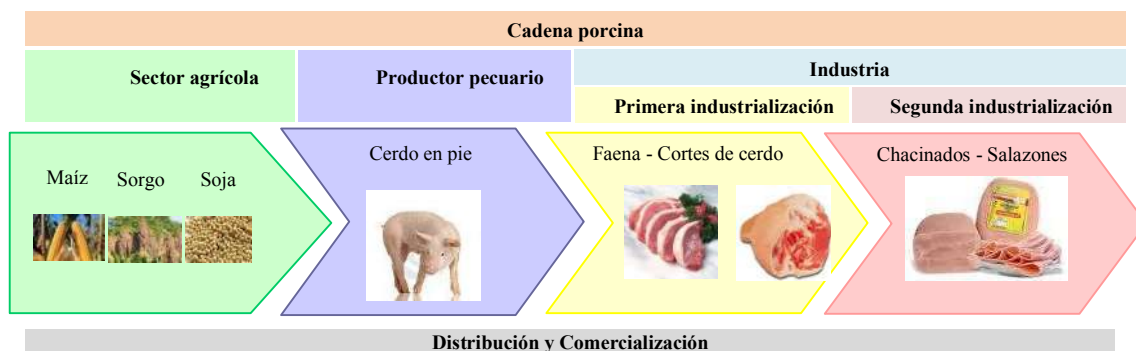 Cadena porcina
Sector agrícola
Productor pecuario
Industria
Primera industrialización
Segunda industrialización
Maíz
Sorgo
Soja
Cerdo en pie
Faena - Cortes de cerdo
Chacinados - Salazones
Distribución y Comercialización